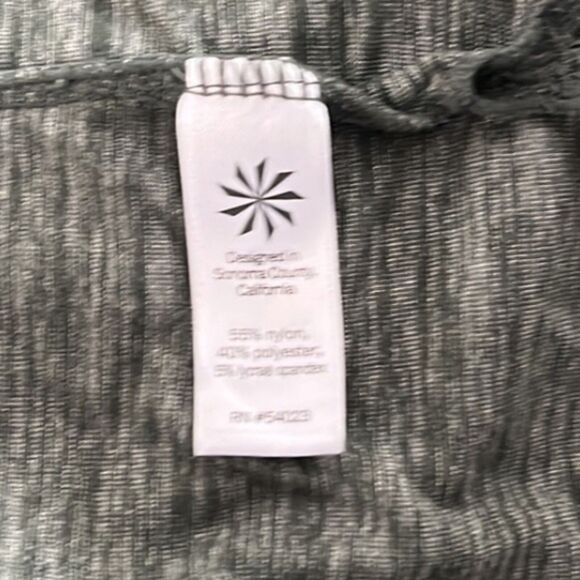 Designed in
Sonoma County,
California
55% nylon,
40% polyester,
5% lycra spandex
RN #54023